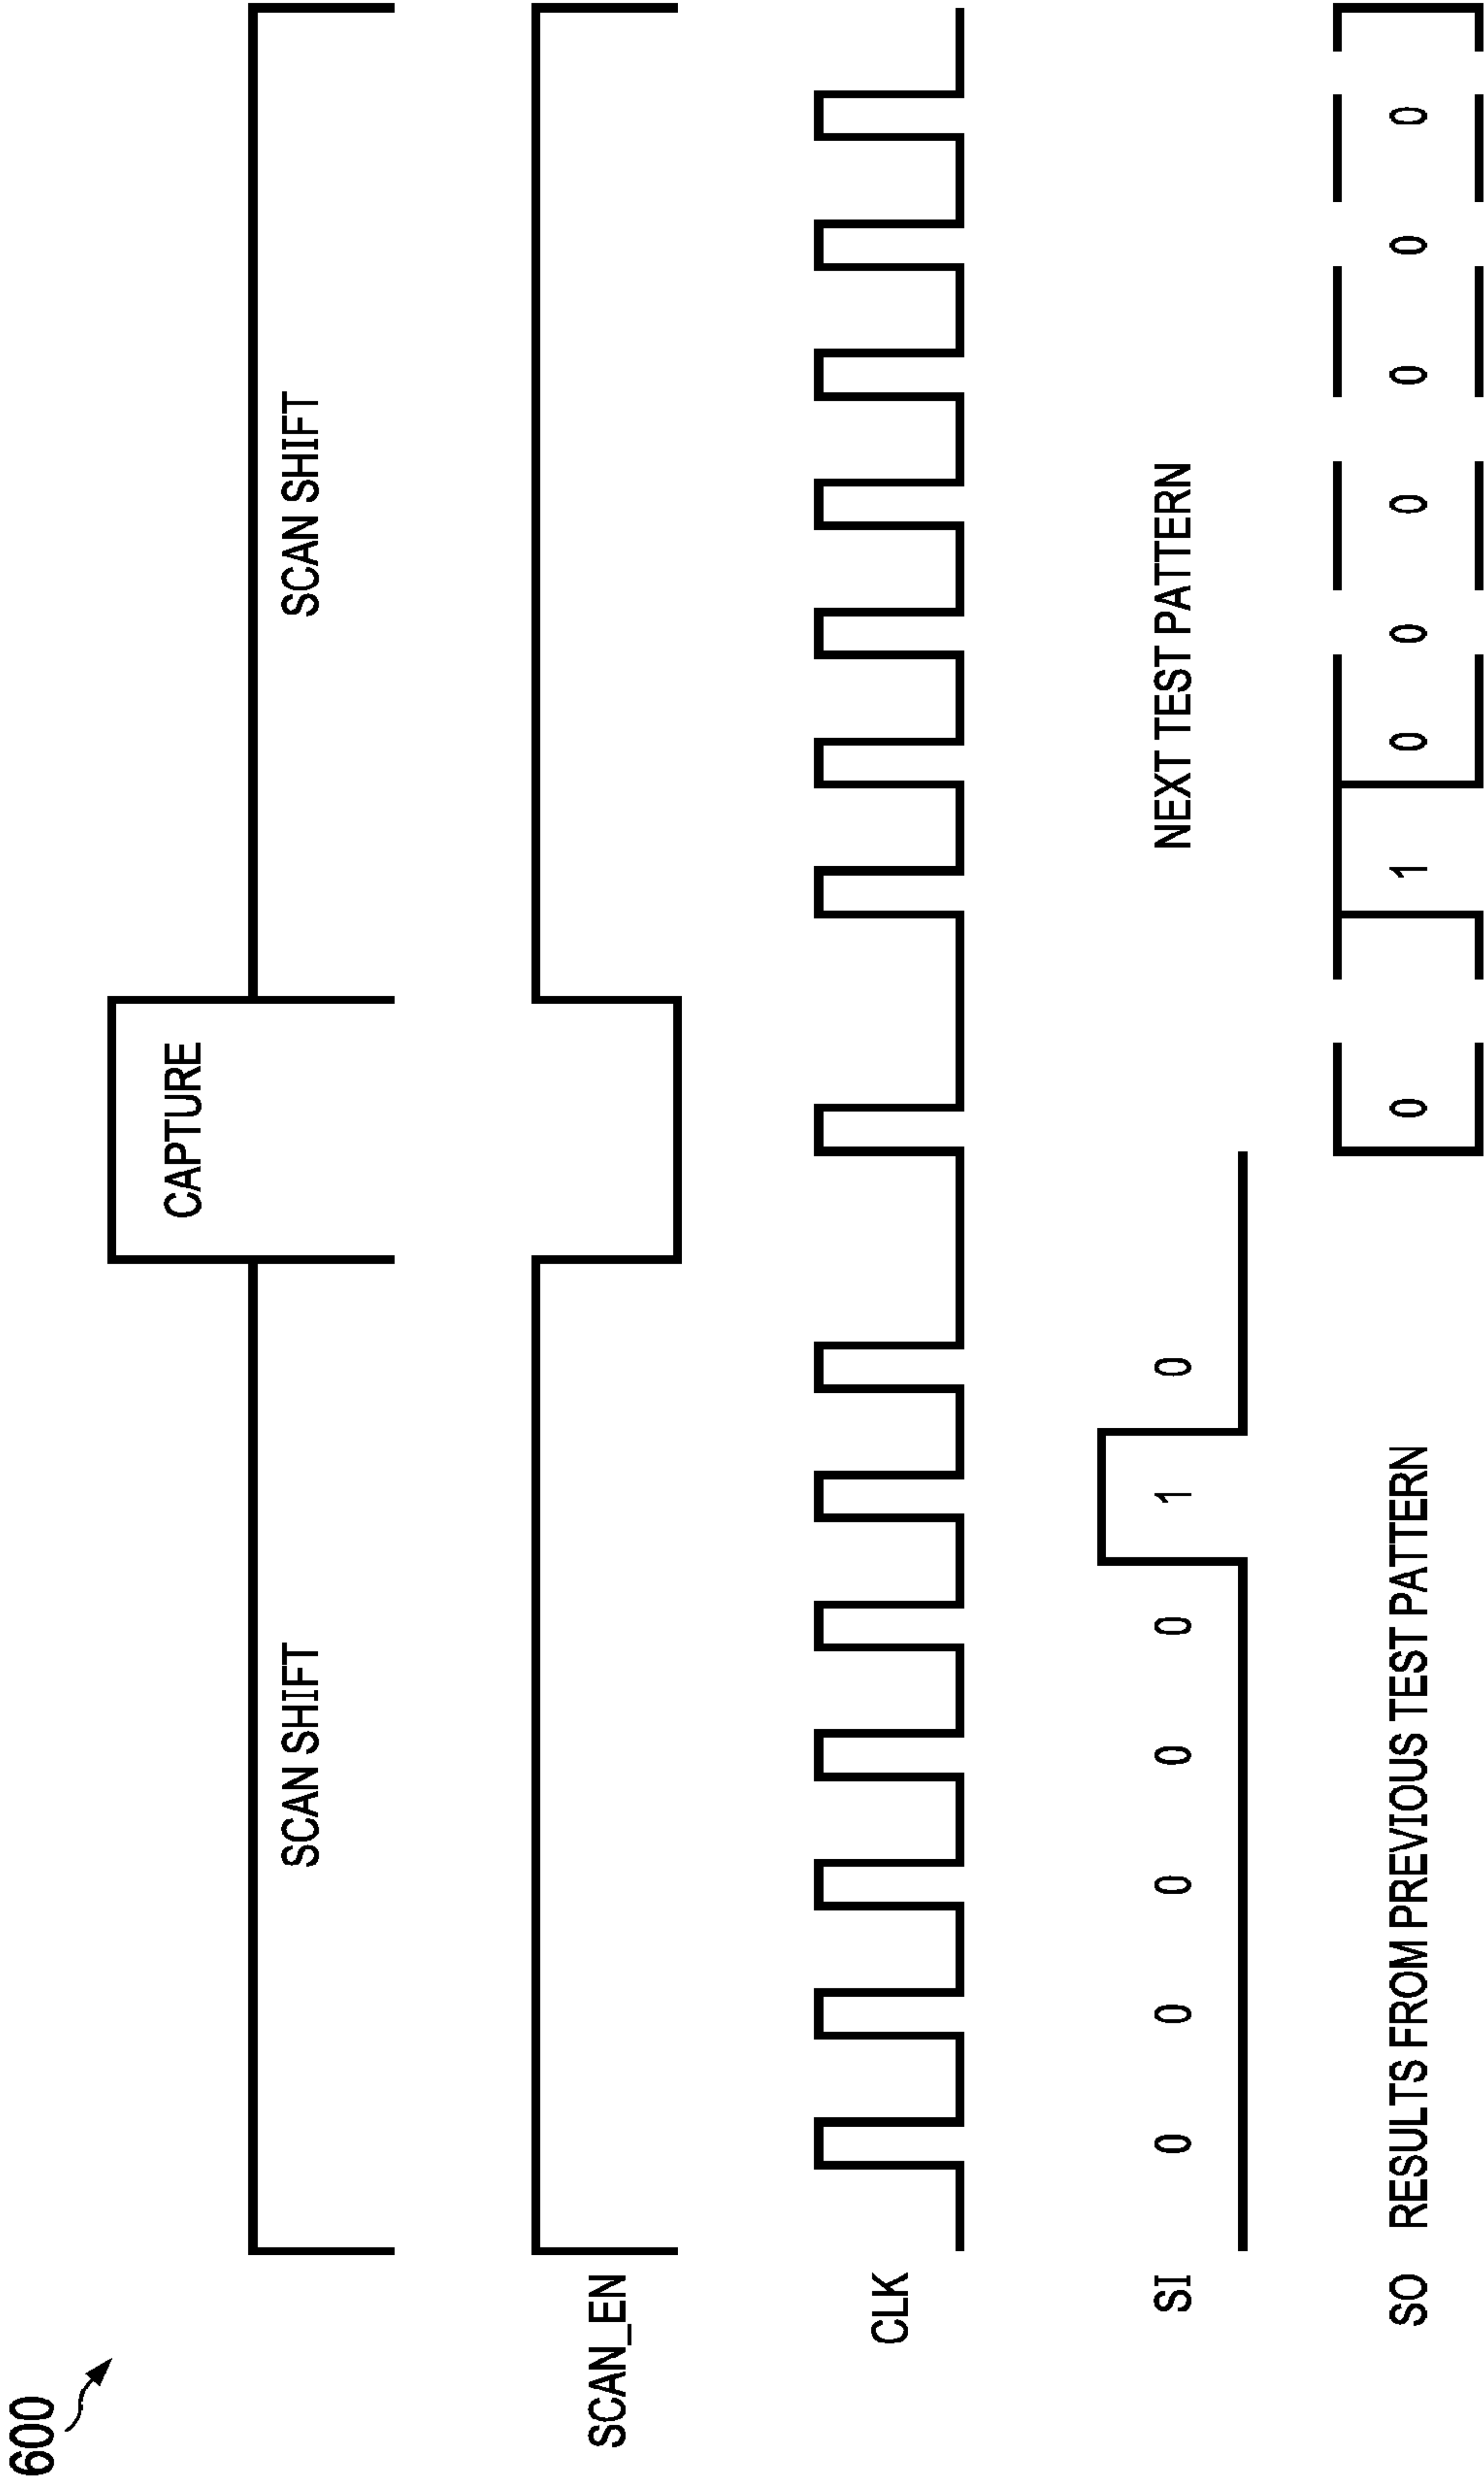 600
CAPTURE
SCAN SHIFT SCAN SHIFT
SCAN_EN
CLK
SI 0 0 0 0 0 1 0 NEXT TEST PATTERN
SO RESULTS FROM PREVIOUS TEST PATTERN 0 1 0 0 0 0 0 0